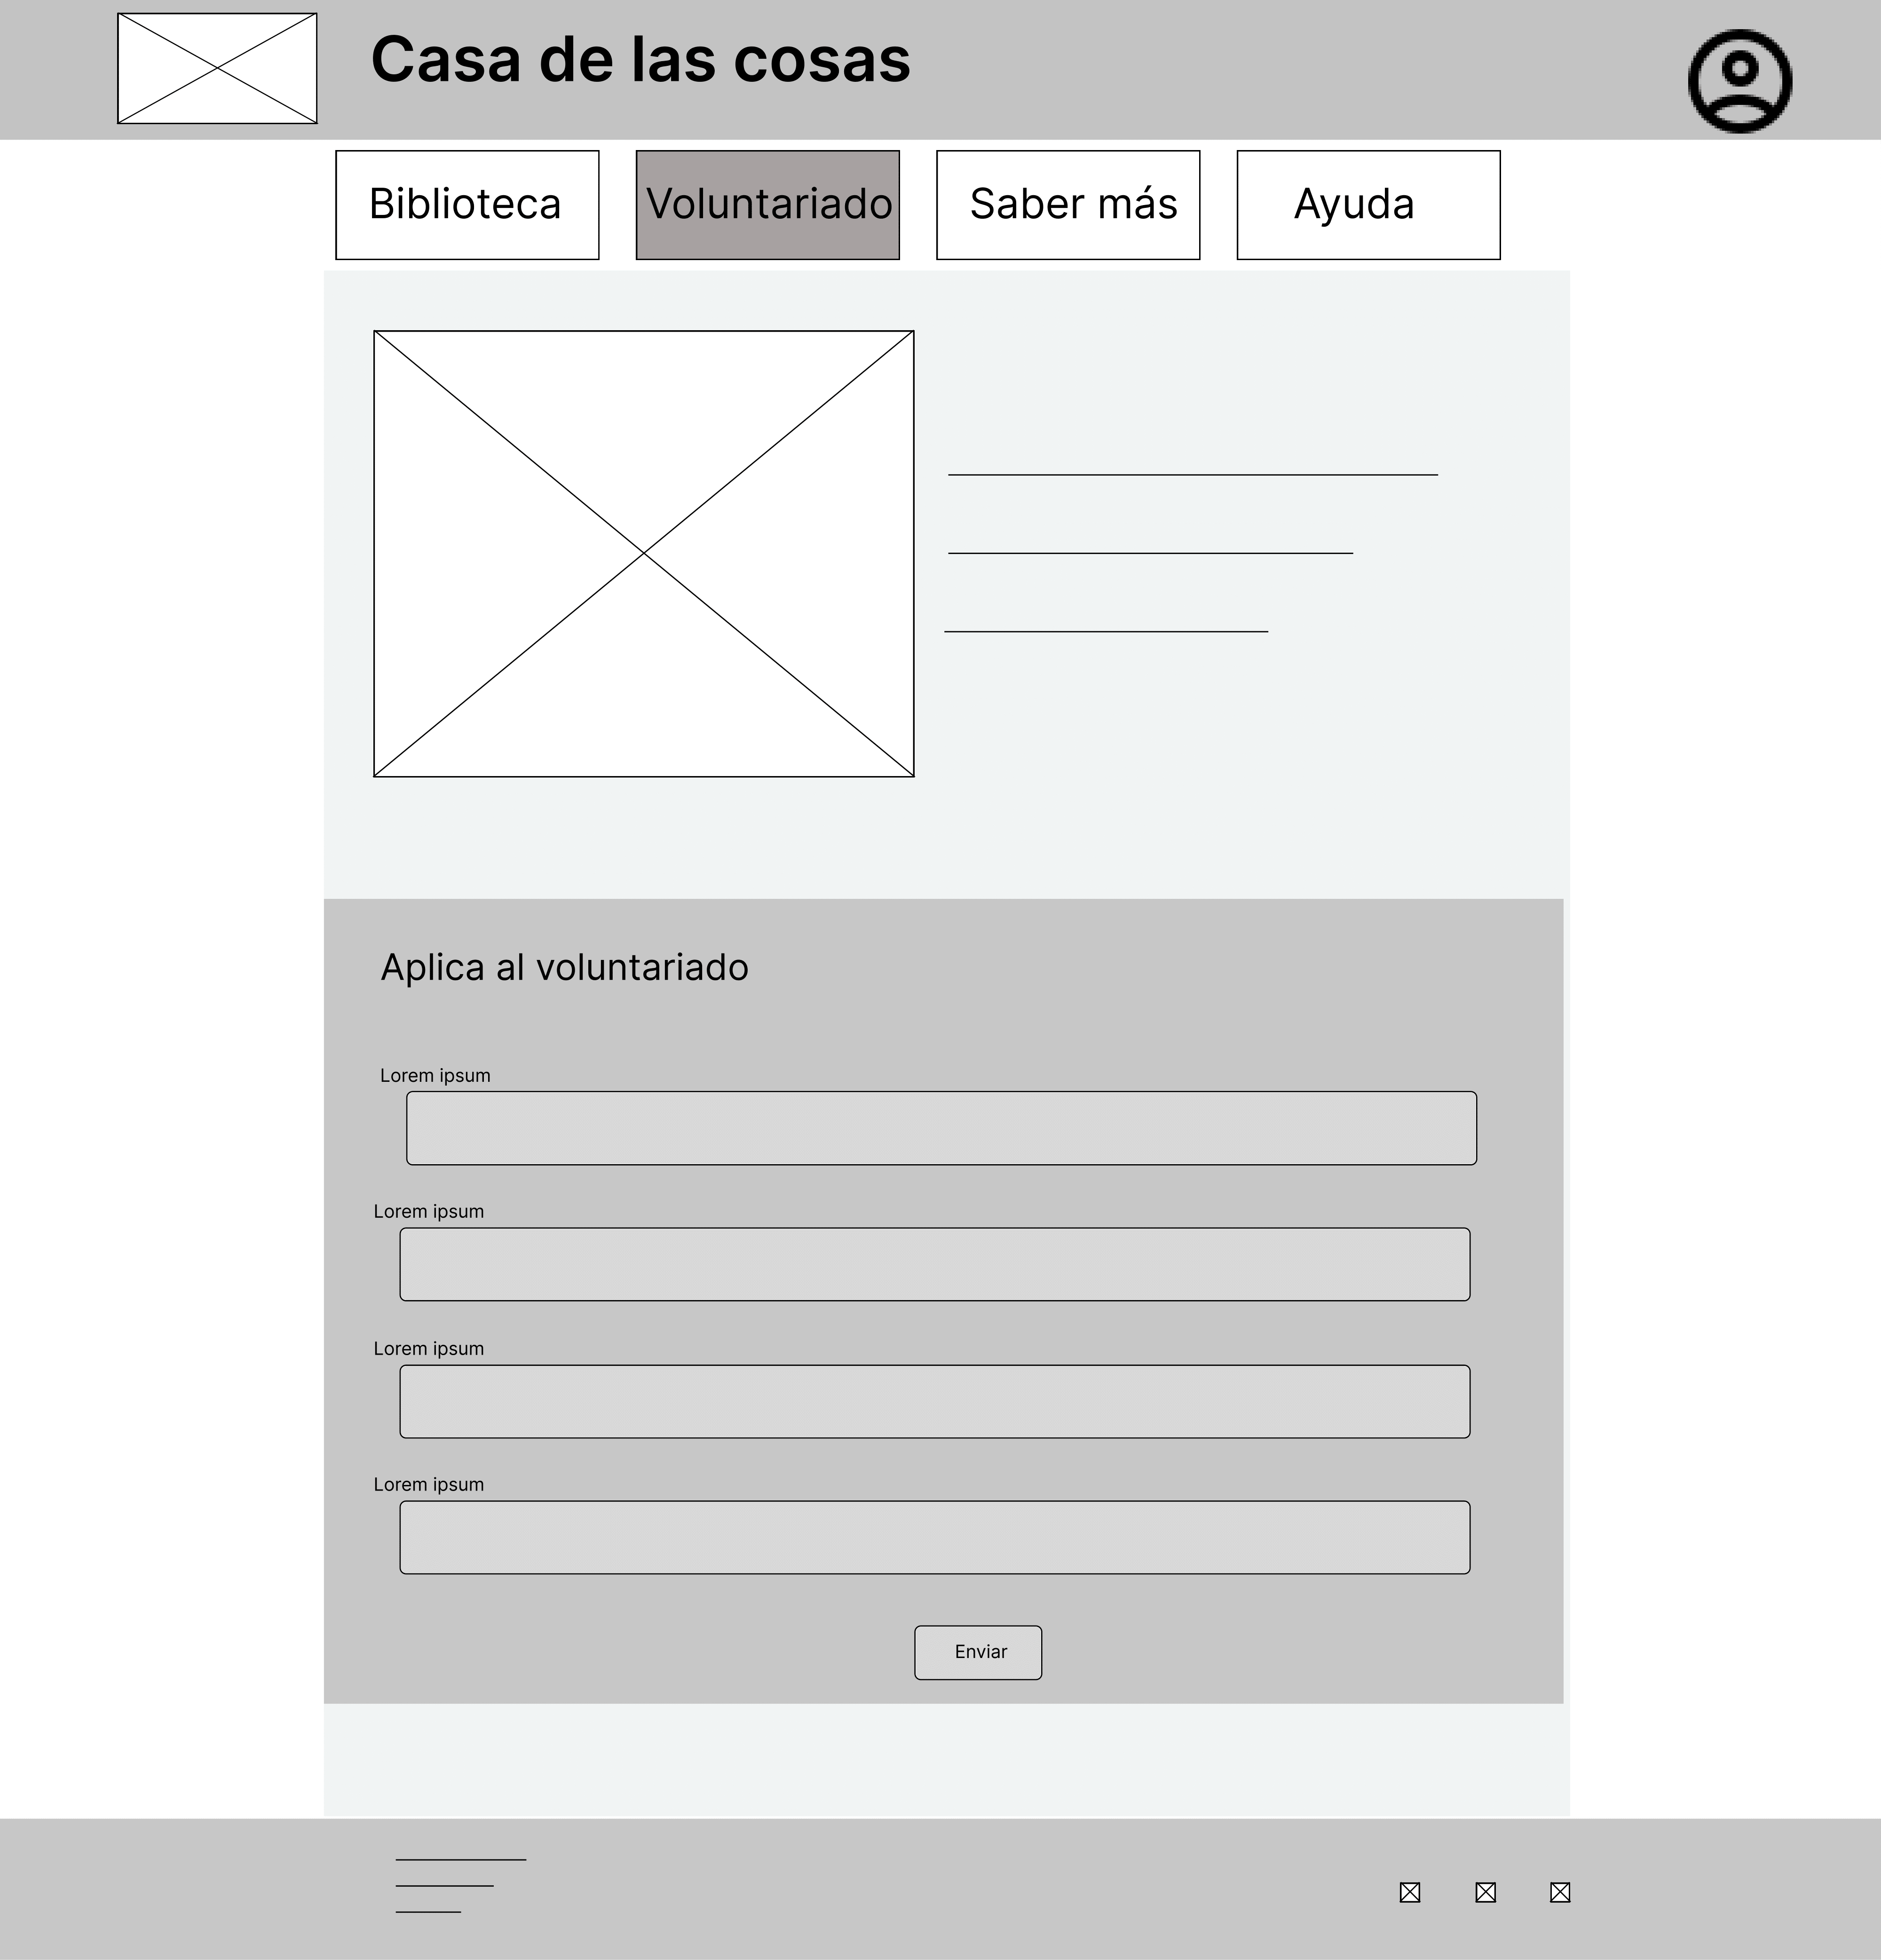 Casa de las cosas
Biblioteca
Voluntariado
Saber más
Ayuda
Aplica al voluntariado
Lorem ipsum
Lorem ipsum
Lorem ipsum
Lorem ipsum
Enviar